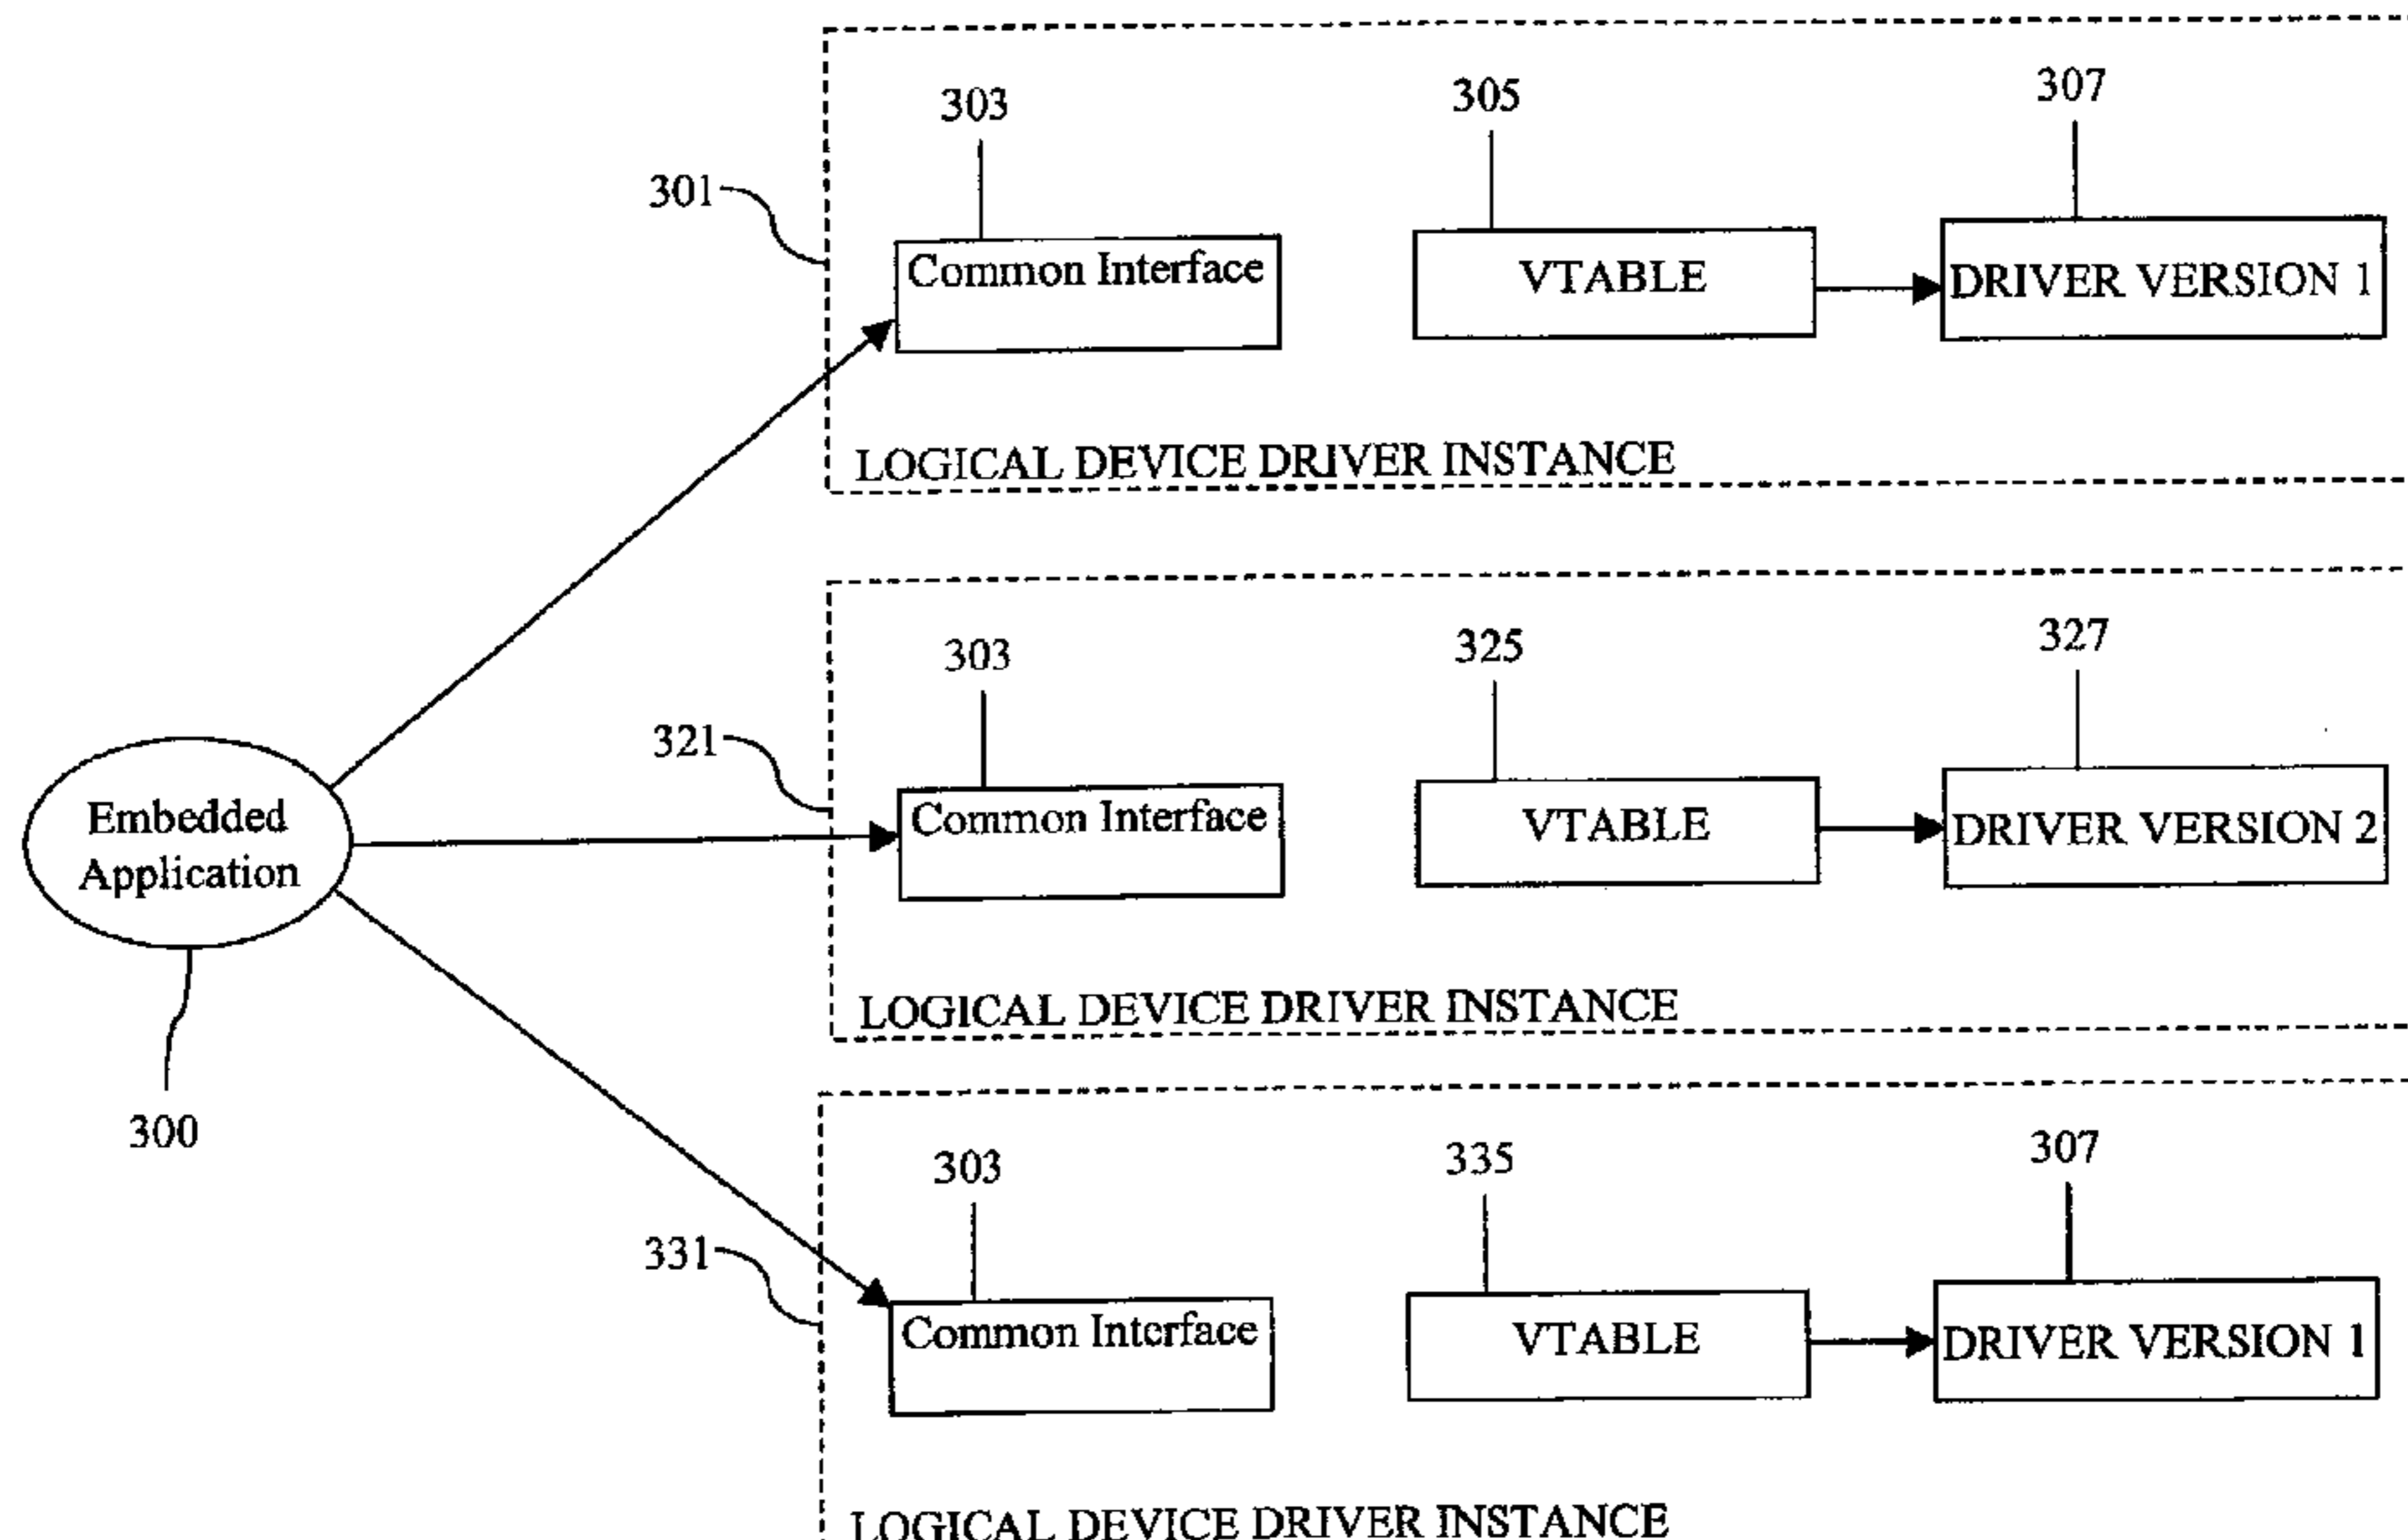 303
305
307
301
Common Interface
VTABLE
DRIVER VERSION 1
LOGICAL DEVICE DRIVER INSTANCE
303
325
327
321
Common Interface
VTABLE
DRIVER VERSION 2
LOGICAL DEVICE DRIVER INSTANCE
Embedded
Application
300
303
335
307
331
Common Interface
VTABLE
DRIVER VERSION 1
LOGICAL DEVICE DRIVER INSTANCE